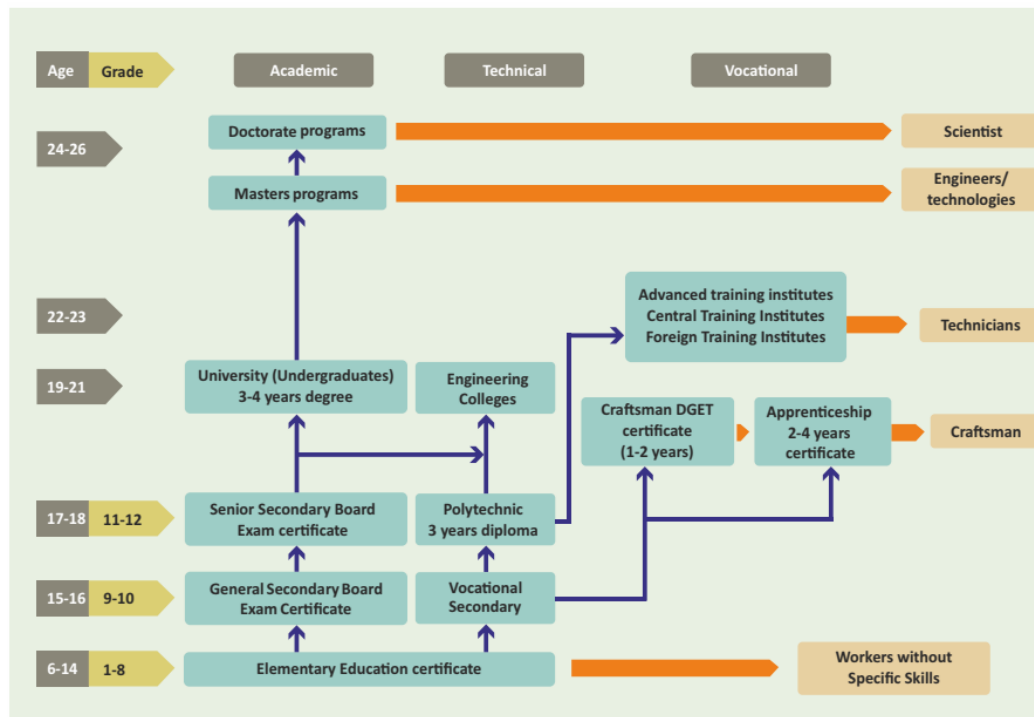 Age Grade Academic Technical Vocational
24-26
Doctorate programs
Scientist
Masters programs
Engineers/
technologies
22-23
Advanced training institutes
Central Training Institutes
Foreign Training Institutes
Technicians
19-21
University (Undergraduates)
3-4 years degree
Engineering
Colleges
Craftsman DGET
certificate
(1-2 years)
Apprenticeship
2-4 years
certificate
Craftsman
17-18 11-12
Senior Secondary Board
Exam certificate
Polytechnic
3 years diploma
15-16 9-10
General Secondary Board
Exam Certificate
Vocational
Secondary
6-14 1-8
Elementary Education certificate
Workers without
Specific Skills